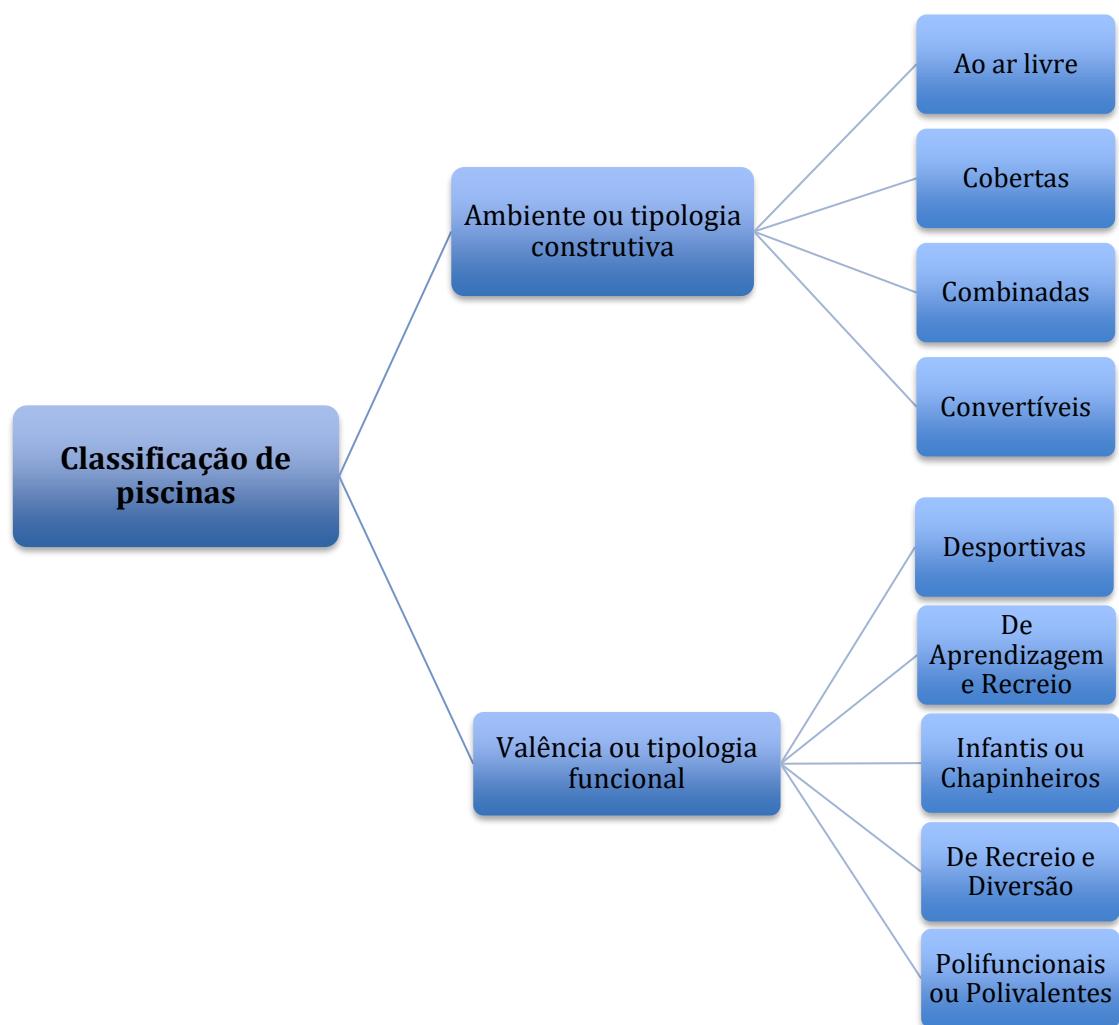 Classificação de
piscinas
Ambiente ou tipologia
construtiva
Ao ar livre
Cobertas
Combinadas
Convertíveis
Valência ou tipologia
funcional
Desportivas
De
Aprendizagem
e Recreio
Infantis ou
Chapinheiros
De Recreio e
Diversão
Polifuncionais
ou Polivalentes